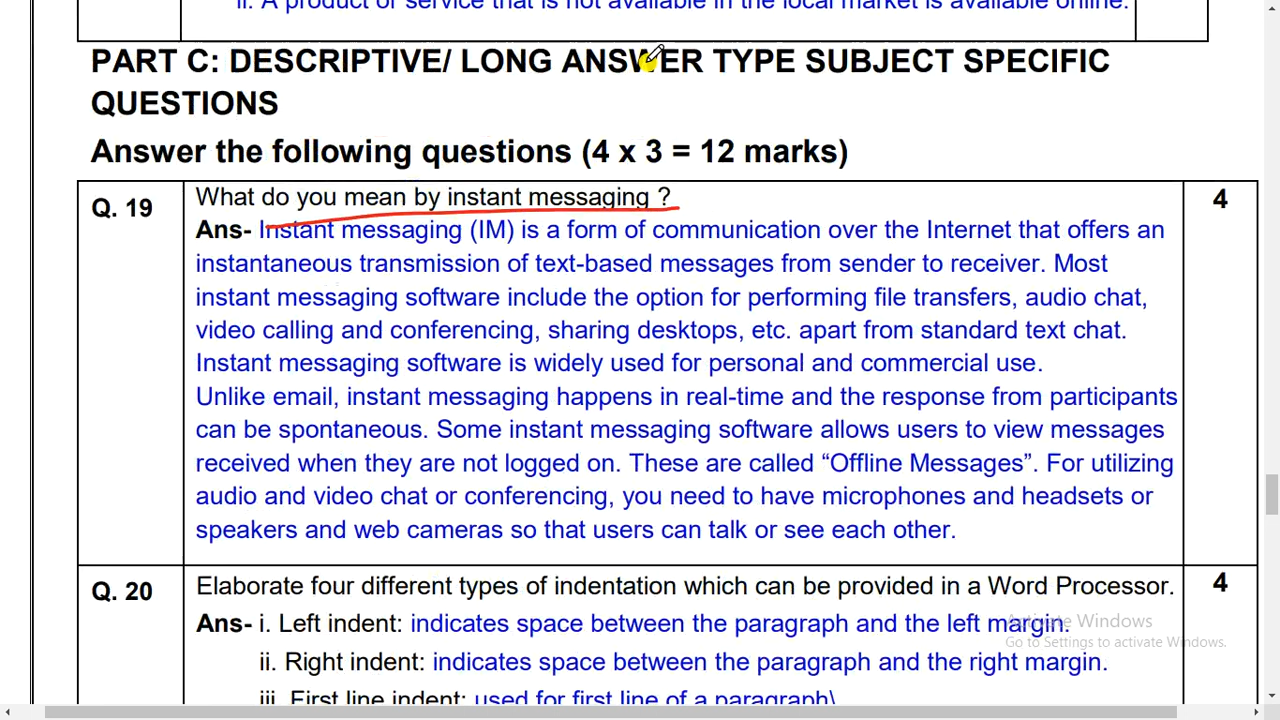 ii. A product or service that is not available in the local market is available online.
PART C: DESCRIPTIVE/ LONG ANSWER TYPE SUBJECT SPECIFIC
QUESTIONS
Answer the following questions (4 x 3 = 12 marks)
Q. 19
What do you mean by instant messaging ?
4
Ans- Instant messaging (IM) is a form of communication over the Internet that offers an
instantaneous transmission of text-based messages from sender to receiver. Most
instant messaging software include the option for performing file transfers, audio chat,
video calling and conferencing, sharing desktops, etc. apart from standard text chat.
Instant messaging software is widely used for personal and commercial use.
Unlike email, instant messaging happens in real-time and the response from participants
can be spontaneous. Some instant messaging software allows users to view messages
received when they are not logged on. These are called “Offline Messages”. For utilizing
audio and video chat or conferencing, you need to have microphones and headsets or
speakers and web cameras so that users can talk or see each other.
Q. 20
Elaborate four different types of indentation which can be provided in a Word Processor.
4
Ans- i. Left indent: indicates space between the paragraph and the left margin.
ii. Right indent: indicates space between the paragraph and the right margin.
iii. First line indent: used for first line of a paragraph\
Activate Windows
Go to Settings to activate Windows.